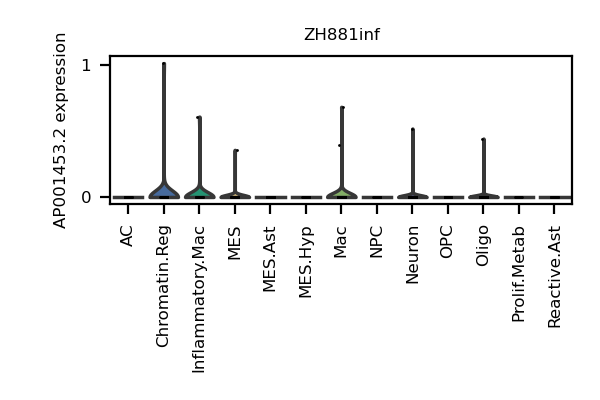 ZH881inf
AP001453.2 expression
1
0
AC
Chromatin.Reg
Inflammatory.Mac
MES
MES.Ast
MES.Hyp
Mac
NPC
Neuron
OPC
Oligo
Prolif.Metab
Reactive.Ast